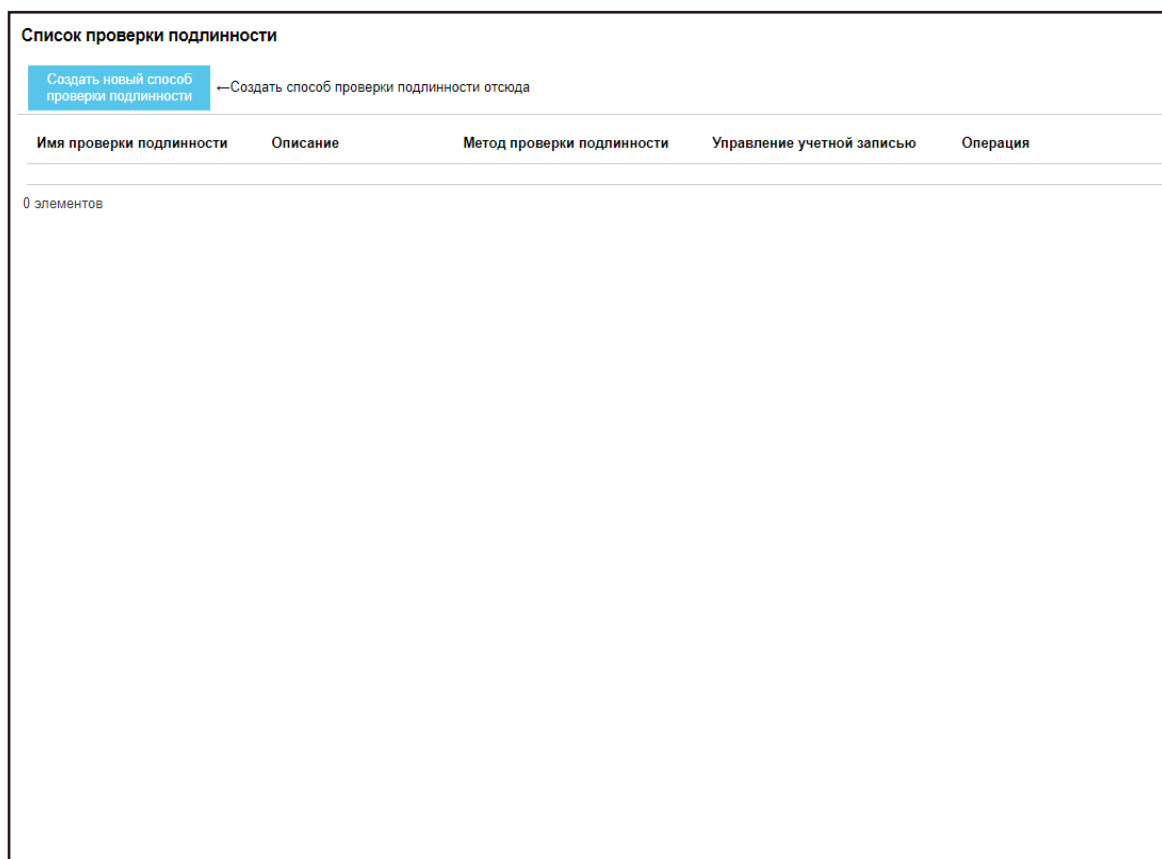 Список проверки подлинности
Создать новый способ
проверки подлинности
←Создать способ проверки подлинности отсюда
Имя проверки подлинности Описание Метод проверки подлинности Управление учетной записью Операция
0 элементов